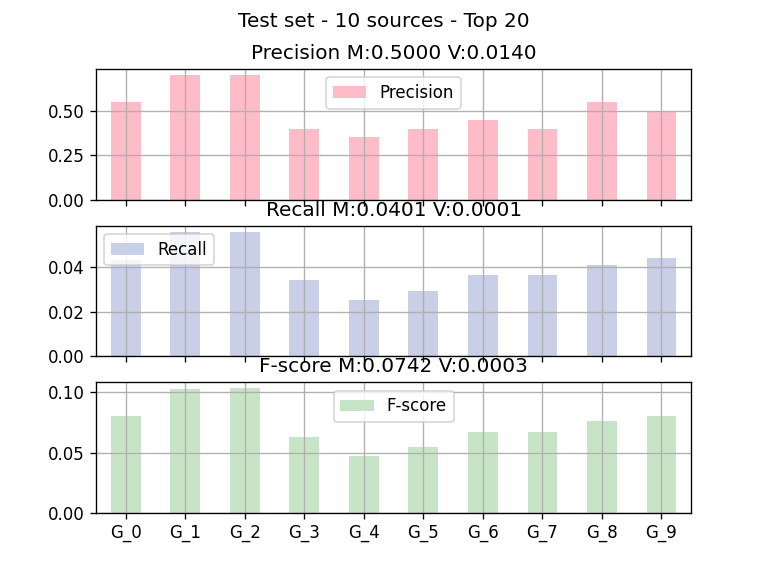 Test set - 10 sources - Top 20
Precision M:0.5000 V:0.0140
Precision
0.50
0.25
0.00
Recall M:0.0401 V:0.0001
Recall
0.04
0.02
0.00
F-score M:0.0742 V:0.0003
F-score
0.10
0.05
0.00
G_0 G_1 G_2 G_3 G_4 G_5 G_6 G_7 G_8 G_9